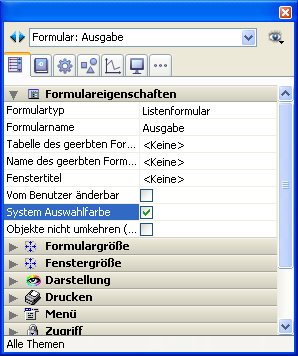 Formular: Ausgabe
Formulareigenschaften
Formulartyp Listenformular
Formularname Ausgabe
Tabelle des geerbten For... <Keine>
Name des geerbten Form... <Keine>
Fenstertitel <Keine>
Vom Benutzer änderbar
System Auswahlfarbe
Objekte nicht umkehren (...
Formulargröße
Fenstergröße
Darstellung
Drucken
Menü
Zugriff
Alle Themen